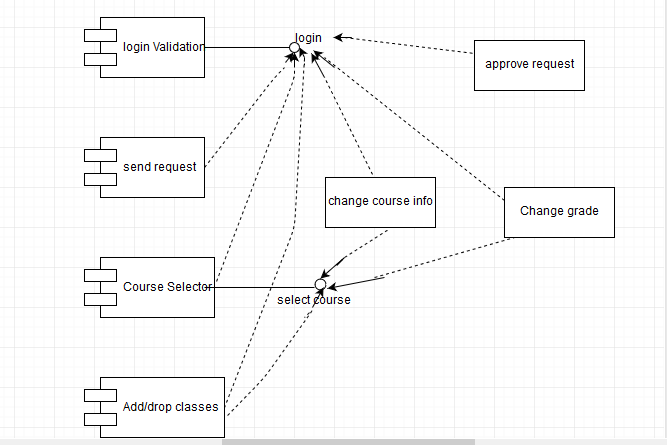 login
login Validation
approve request
send request
change course info
Change grade
Course Selector
select course
Add/drop classes